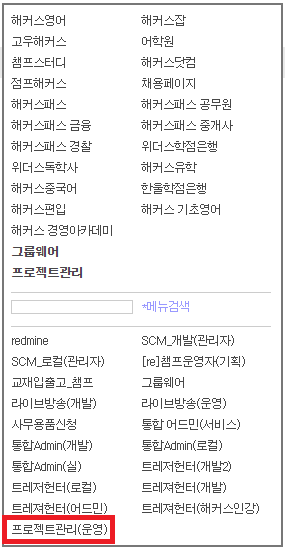 해커스영어 해커스잡
고우해커스 어학원
챔프스터디 해커스닷컴
점프해커스 채용페이지
해커스패스 해커스패스 공무원
해커스패스 금융 해커스패스 중개사
해커스패스 경찰 위더스학점은행
위더스독학사 해커스유학
해커스중국어 한울학점은행
해커스편입 해커스 기초영어
해커스 경영아카데미
그룹웨어
프로젝트관리
*메뉴검색
redmine SCM_개발(관리자)
SCM_로컬(관리자) [re]챔프운영자(기획)
교재입출고_챔프 그룹웨어
라이브방송(개발) 라이브방송(운영)
사무용품신청 통합 어드민(서비스)
통합Admin(개발) 통합Admin(로컬)
통합Admin(실) 트레저헌터(개발2)
트레저헌터(로컬) 트레져헌터(개발)
트레저헌터(어드민) 트레져헌터(해커스인강)
프로젝트관리(운영)